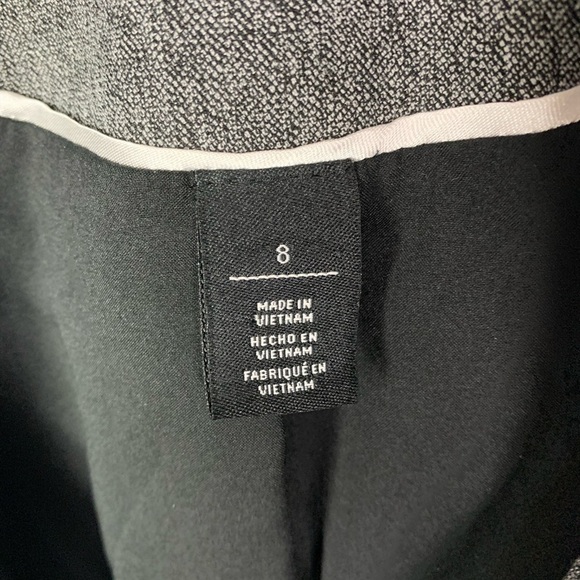 8
MADE IN
VIETNAM
HECHO EN
VIETNAM
FABRIQUÉ EN
VIETNAM